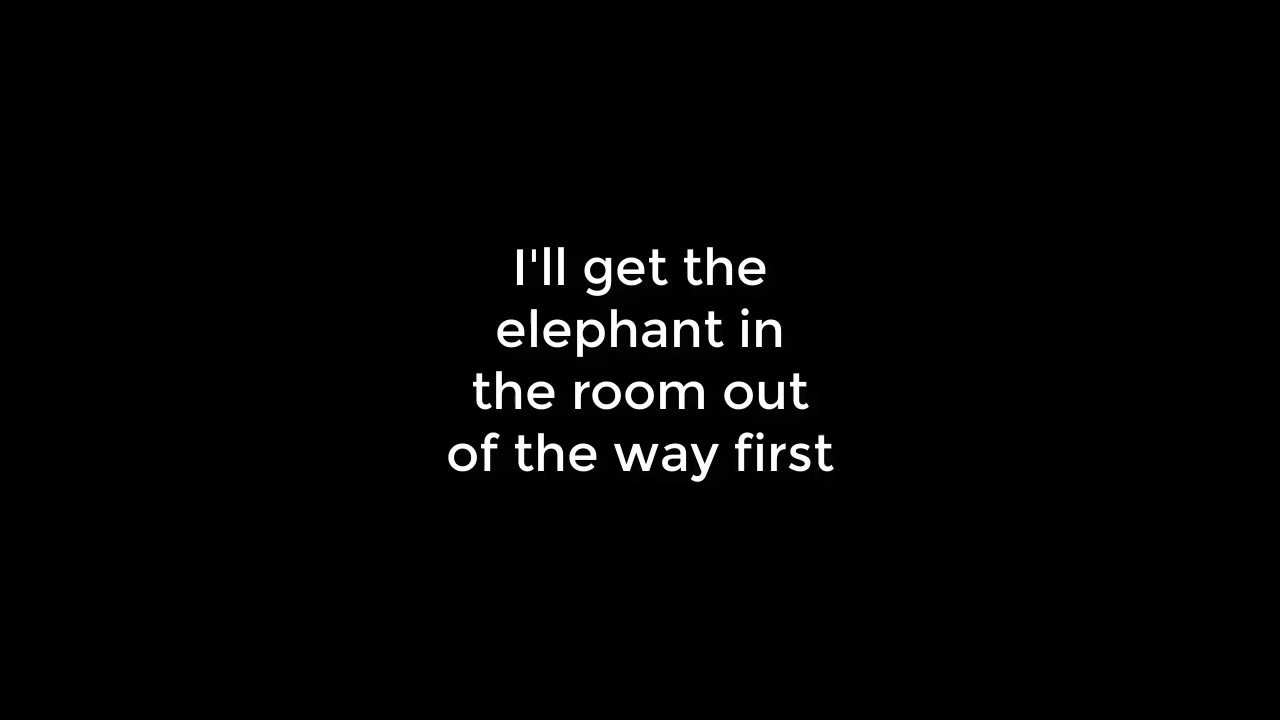 I'll get the
elephant in
the room out
of the way first